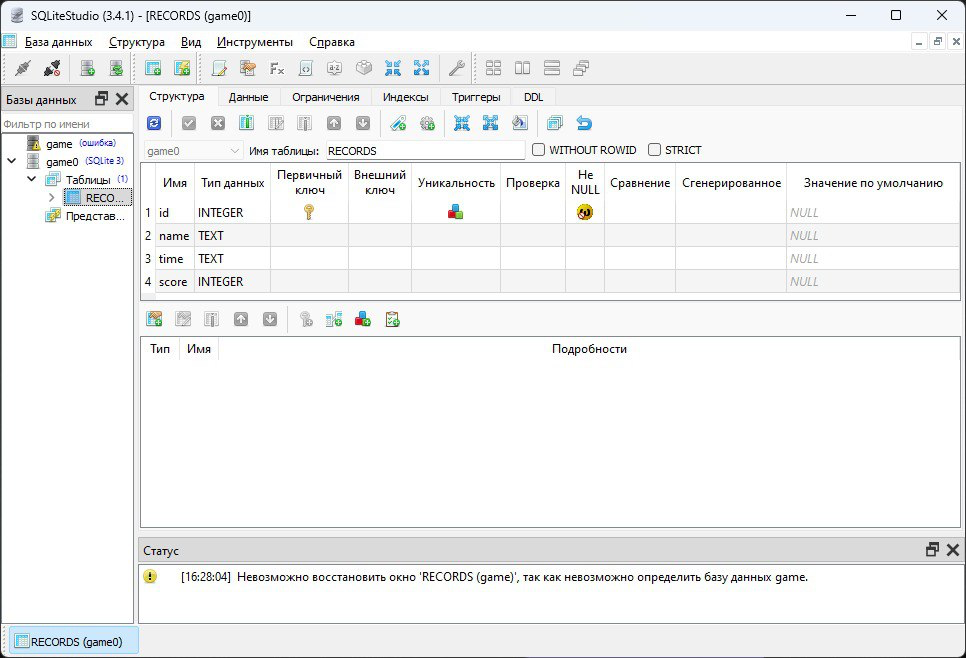 SQLiteStudio (3.4.1) - [RECORDS (game0)]
База данных Структура Вид Инструменты Справка
Базы данных
Фильтр по имени
game (ошибка)
game0 (SQLite 3)
Таблицы (1)
RECO...
Представ...
Структура Данные Ограничения Индексы Триггеры DDL
game0 Имя таблицы: RECORDS WITHOUT ROWID STRICT
Имя Тип данных Первичный ключ Внешний ключ Уникальность Проверка Не NULL Сравнение Сгенерированное Значение по умолчанию
1 id INTEGER NULL
2 name TEXT NULL
3 time TEXT NULL
4 score INTEGER NULL
Тип Имя Подробности
Статус
[16:28:04] Невозможно восстановить окно 'RECORDS (game)', так как невозможно определить базу данных game.
RECORDS (game0)